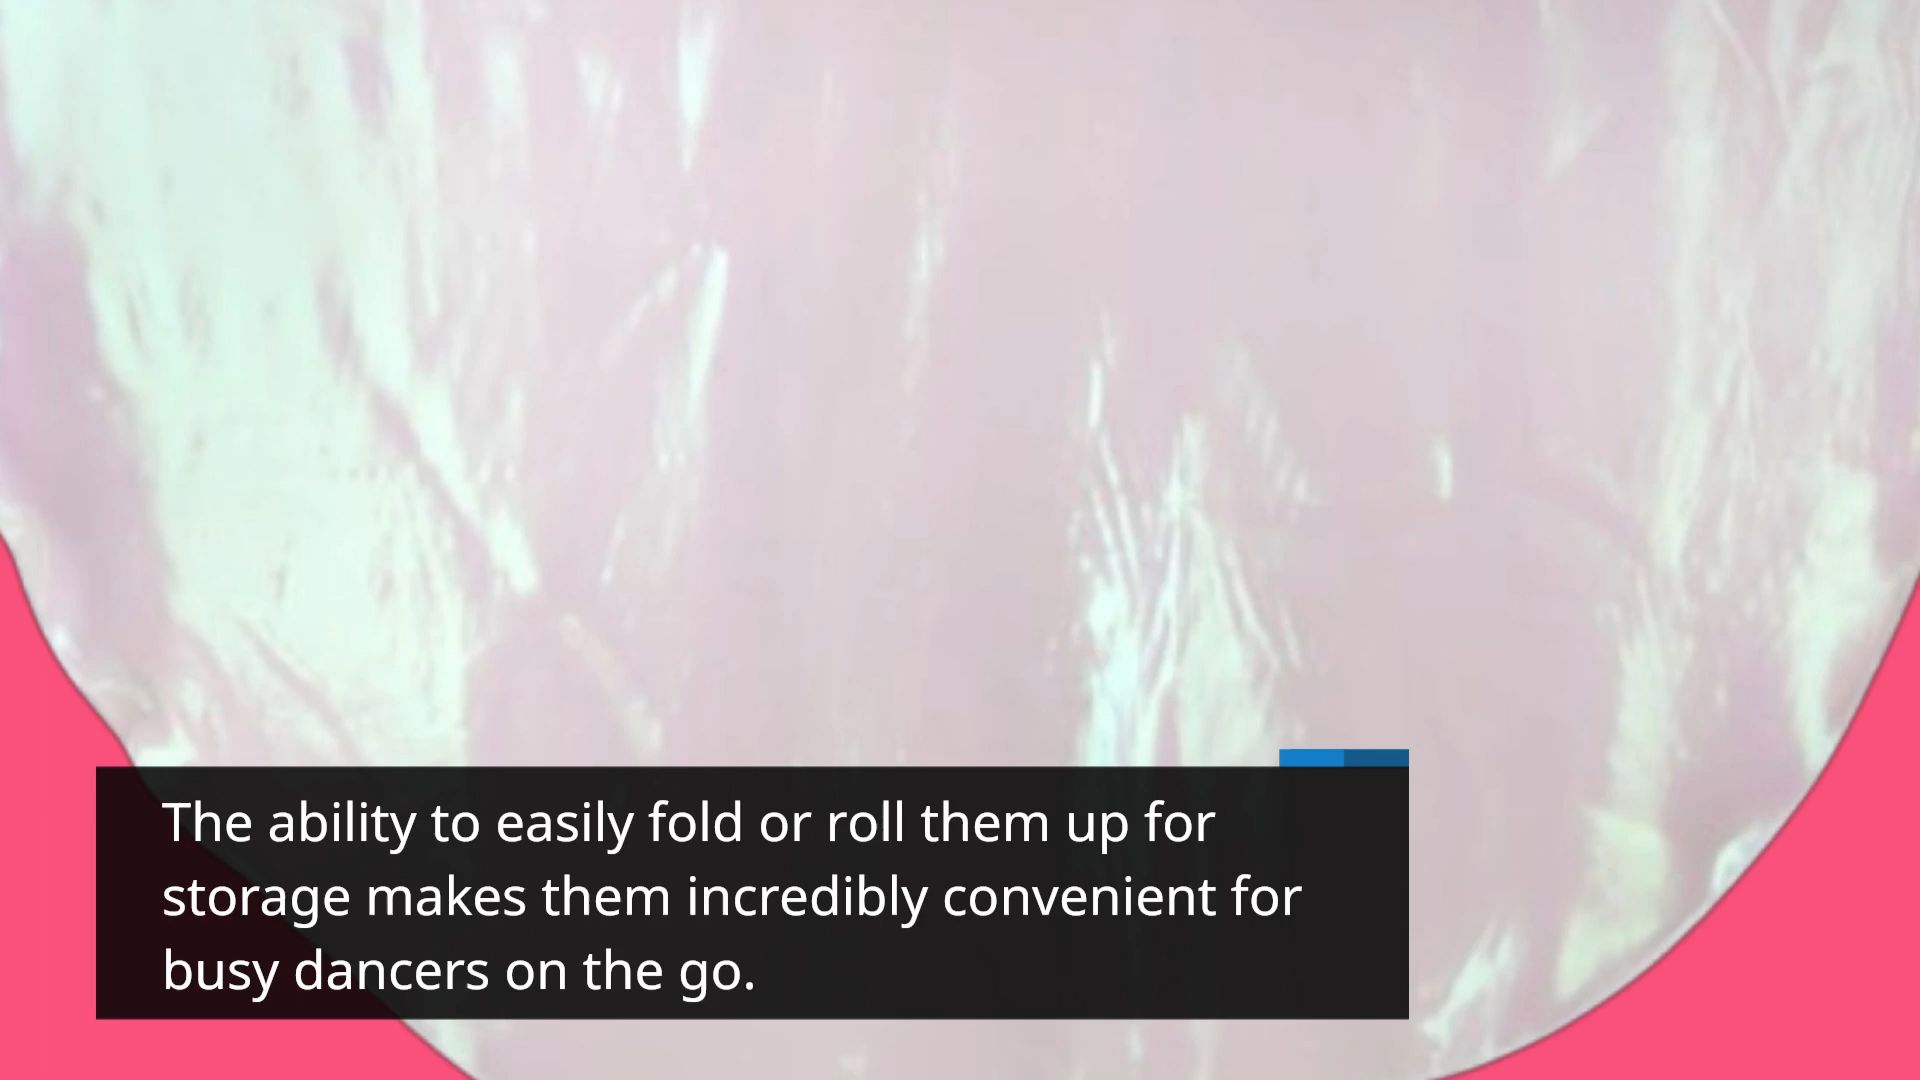 The ability to easily fold or roll them up for
storage makes them incredibly convenient for
busy dancers on the go.